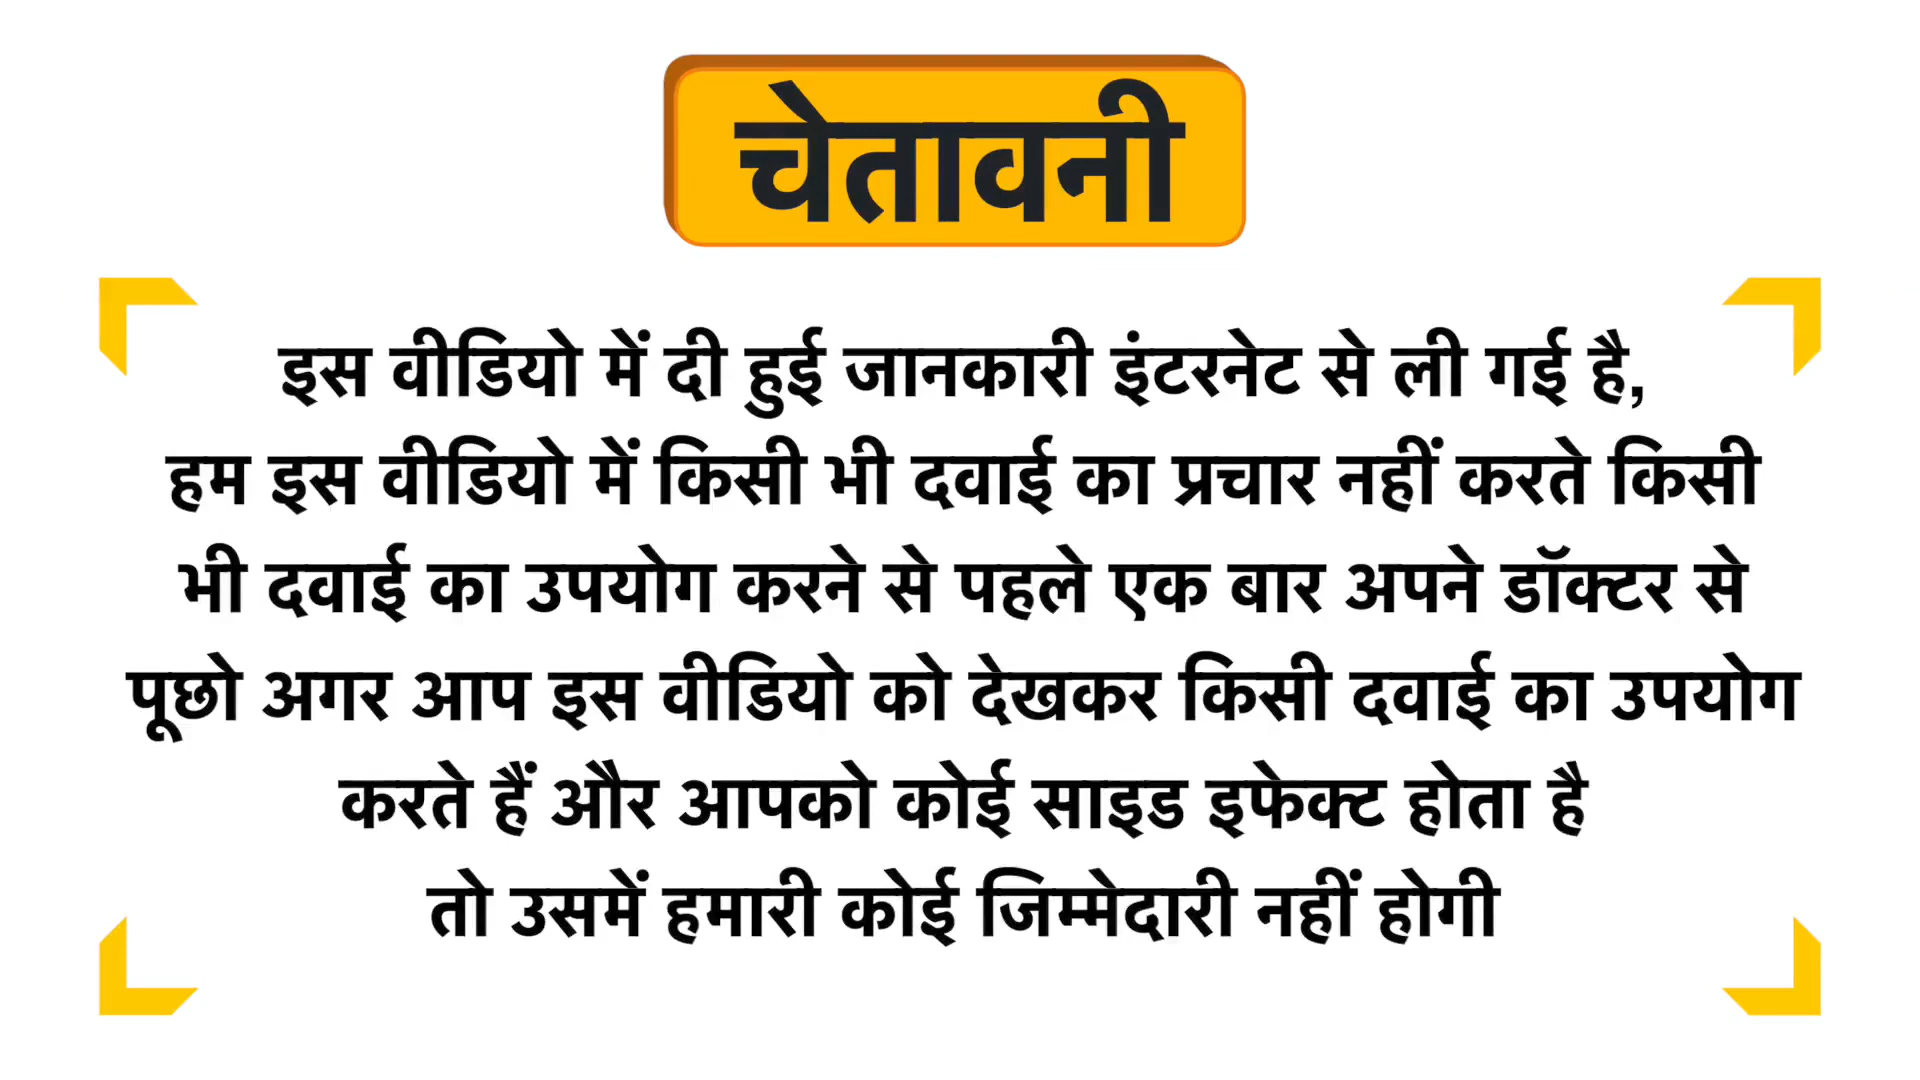 चेतावनी
इस वीडियो में दी हुई जानकारी इंटरनेट से ली गई है,
हम इस वीडियो में किसी भी दवाई का प्रचार नहीं करते किसी
भी दवाई का उपयोग करने से पहले एक बार अपने डॉक्टर से
पूछो अगर आप इस वीडियो को देखकर किसी दवाई का उपयोग
करते हैं और आपको कोई साइड इफेक्ट होता है
तो उसमें हमारी कोई जिम्मेदारी नहीं होगी